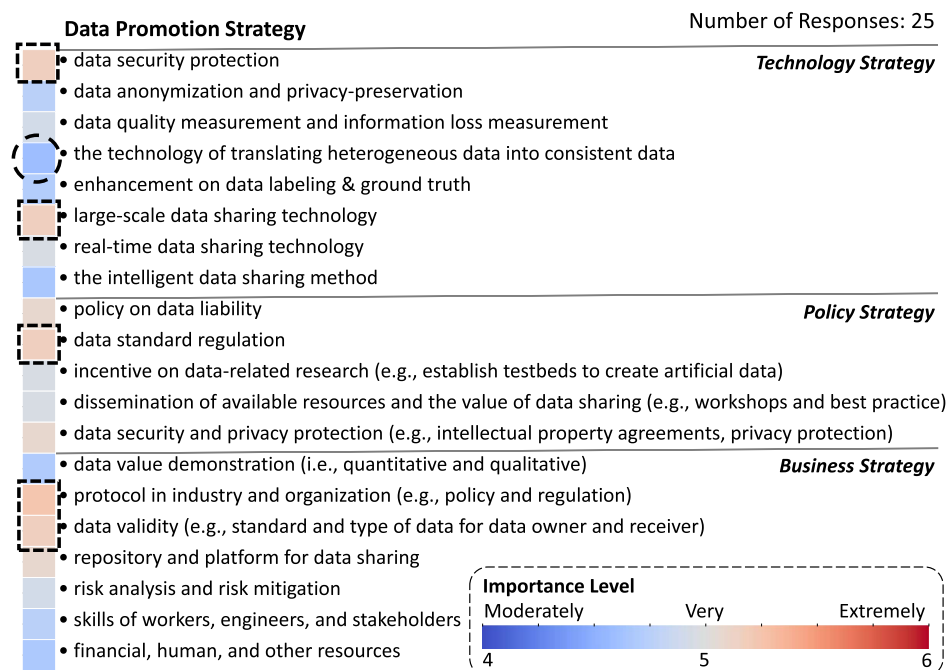 Data Promotion Strategy
Number of Responses: 25
• data security protection
Technology Strategy
• data anonymization and privacy-preservation
• data quality measurement and information loss measurement
• the technology of translating heterogeneous data into consistent data
• enhancement on data labeling & ground truth
• large-scale data sharing technology
• real-time data sharing technology
• the intelligent data sharing method
• policy on data liability
Policy Strategy
• data standard regulation
• incentive on data-related research (e.g., establish testbeds to create artificial data)
• dissemination of available resources and the value of data sharing (e.g., workshops and best practice)
• data security and privacy protection (e.g., intellectual property agreements, privacy protection)
• data value demonstration (i.e., quantitative and qualitative)
Business Strategy
• protocol in industry and organization (e.g., policy and regulation)
• data validity (e.g., standard and type of data for data owner and receiver)
• repository and platform for data sharing
• risk analysis and risk mitigation
• skills of workers, engineers, and stakeholders
• financial, human, and other resources
Importance Level
Moderately Very Extremely
4 5 6